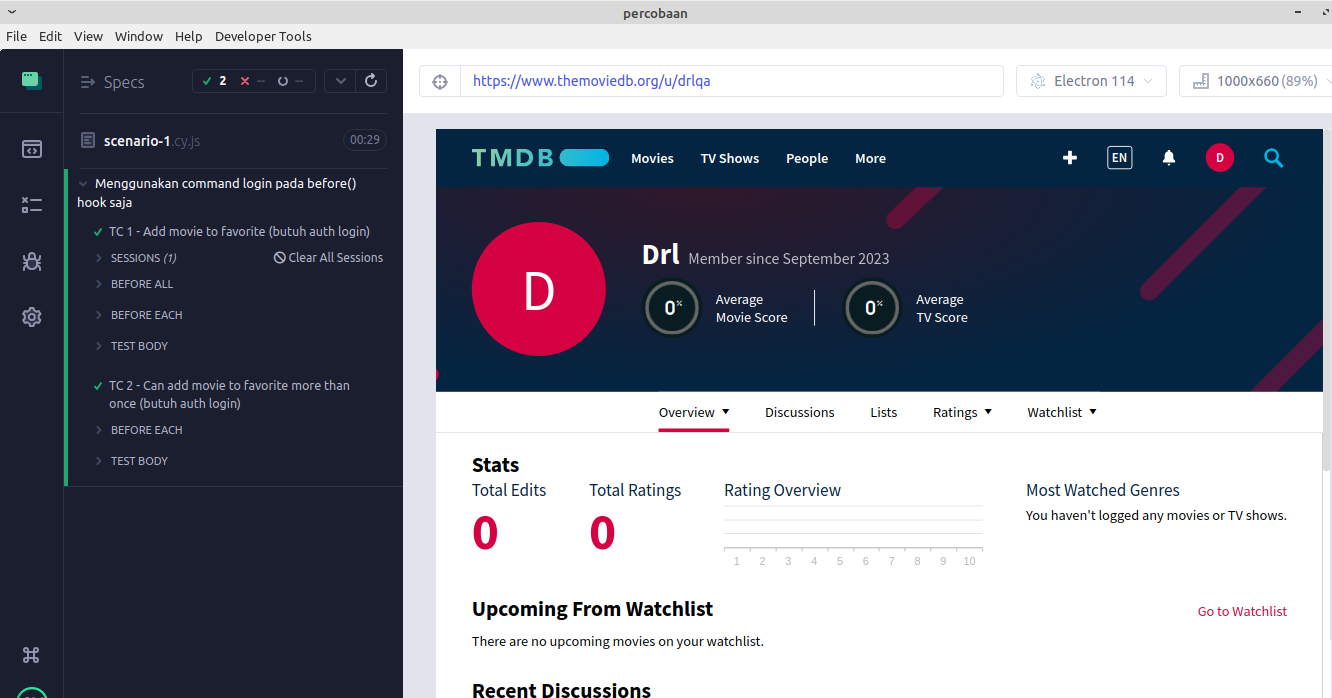 percobaan
File Edit View Window Help Developer Tools
Specs
2 -- --
https://www.themoviedb.org/u/drlqa
Electron 114
1000x660 (89%)
scenario-1.cy.js
00:29
Menggunakan command login pada before()
hook saja
TC 1 - Add movie to favorite (butuh auth login)
SESSIONS (1)
Clear All Sessions
BEFORE ALL
BEFORE EACH
TEST BODY
TC 2 - Can add movie to favorite more than
once (butuh auth login)
BEFORE EACH
TEST BODY
TMDB
Movies TV Shows People More
EN
D
D
Drl Member since September 2023
0%
Average
Movie Score
0%
Average
TV Score
Overview Discussions Lists Ratings Watchlist
Stats
Total Edits
0
Total Ratings
0
Rating Overview
1 2 3 4 5 6 7 8 9 10
Most Watched Genres
You haven't logged any movies or TV shows.
Upcoming From Watchlist
Go to Watchlist
There are no upcoming movies on your watchlist.
Recent Discussions